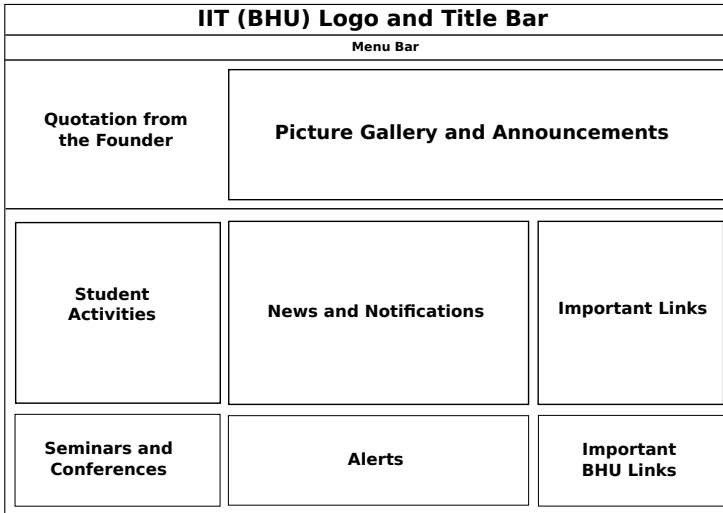 IIT (BHU) Logo and Title Bar
Menu Bar
Quotation from
the Founder
Picture Gallery and Announcements
Student
Activities
News and Notifications
Important Links
Seminars and
Conferences
Alerts
Important
BHU Links